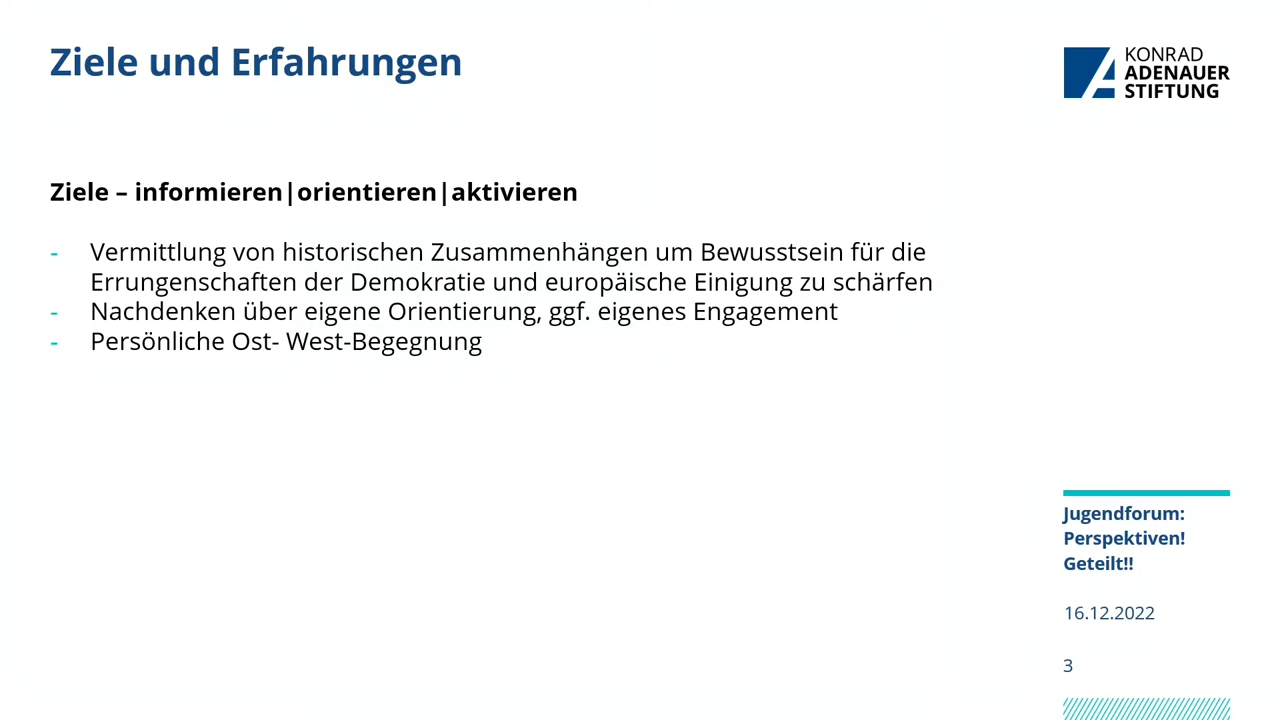 Ziele und Erfahrungen
KONRAD
ADENAUER
STIFTUNG
Ziele – informieren|orientieren|aktivieren
- Vermittlung von historischen Zusammenhängen um Bewusstsein für die
Errungenschaften der Demokratie und europäische Einigung zu schärfen
- Nachdenken über eigene Orientierung, ggf. eigenes Engagement
- Persönliche Ost- West-Begegnung
Jugendforum:
Perspektiven!
Geteilt!!
16.12.2022
3